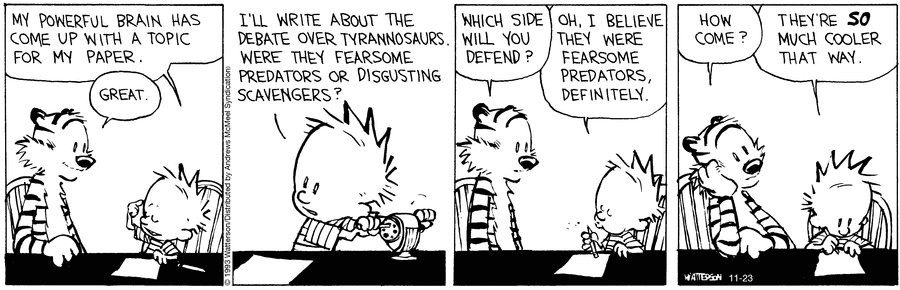 MY POWERFUL BRAIN HAS
COME UP WITH A TOPIC
FOR MY PAPER.
GREAT.
© 1993 Watterson/Distributed by Andrews McMeel Syndication
I'LL WRITE ABOUT THE
DEBATE OVER TYRANNOSAURS.
WERE THEY FEARSOME
PREDATORS OR DISGUSTING
SCAVENGERS?
WHICH SIDE
WILL YOU
DEFEND?
OH, I BELIEVE
THEY WERE
FEARSOME
PREDATORS,
DEFINITELY.
HOW
COME?
THEY'RE SO
MUCH COOLER
THAT WAY.
WATTERSON 11-23